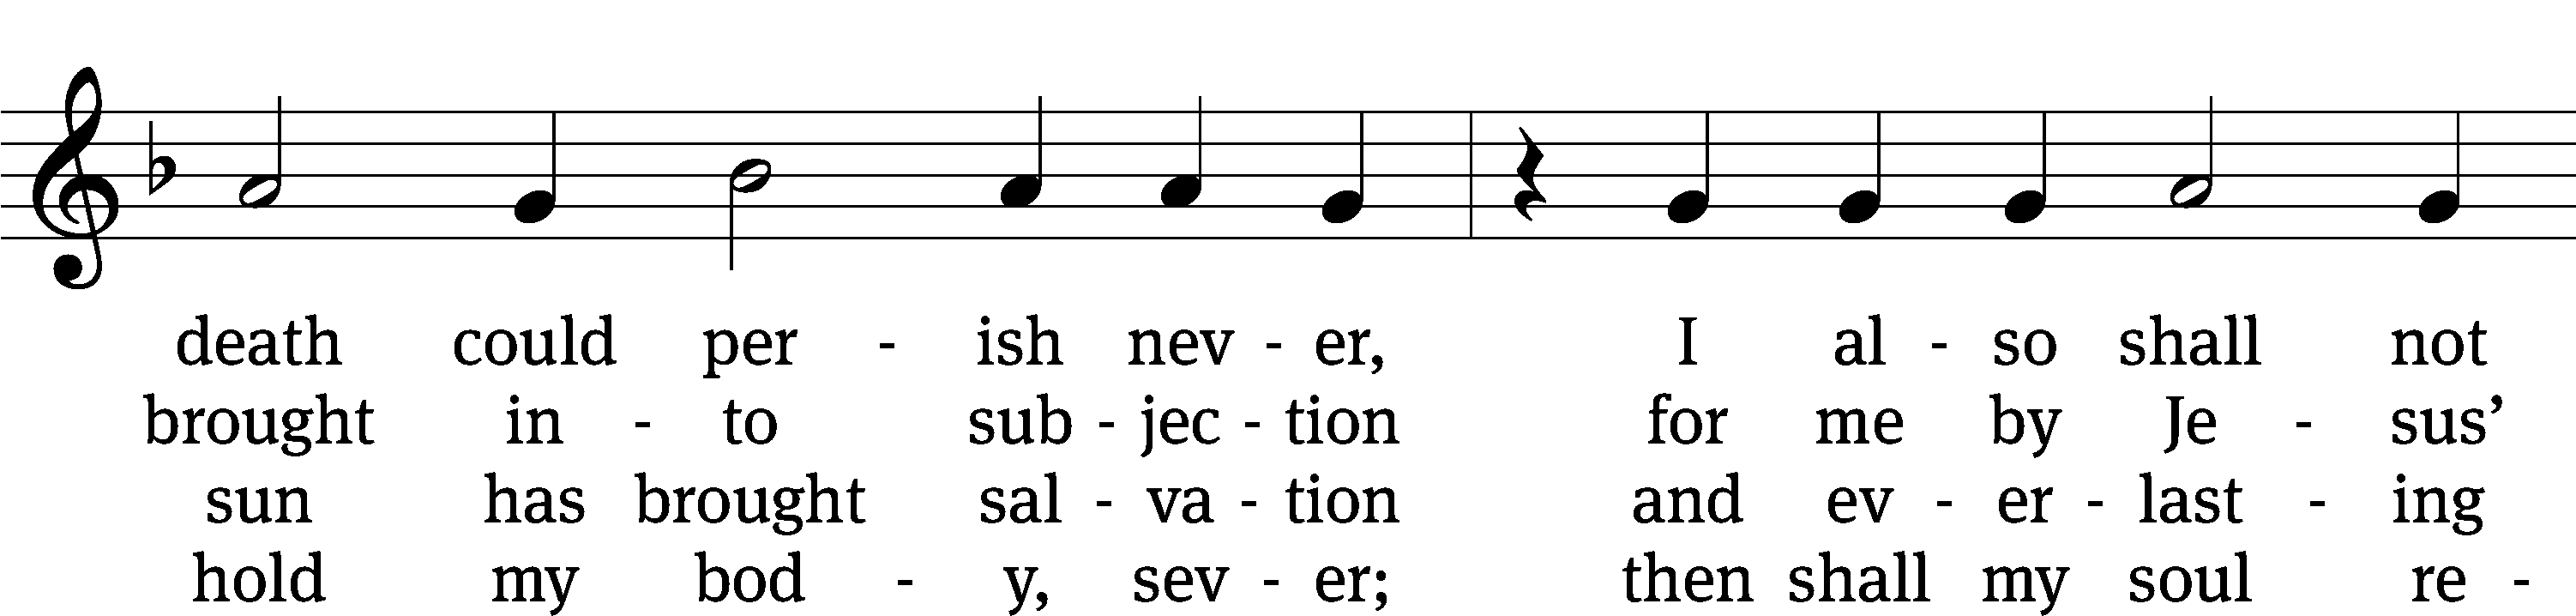 death could per - ish nev - er, I al - so shall not
brought in - to sub - jec - tion for me by Je - sus’
sun has brought sal - va - tion and ev - er - last - ing
hold my bod - y, sev - er; then shall my soul re -